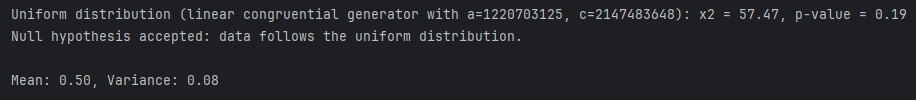 Uniform distribution (linear congruential generator with a=1220703125, c=2147483648): x2 = 57.47, p-value = 0.19
Null hypothesis accepted: data follows the uniform distribution.
Mean: 0.50, Variance: 0.08